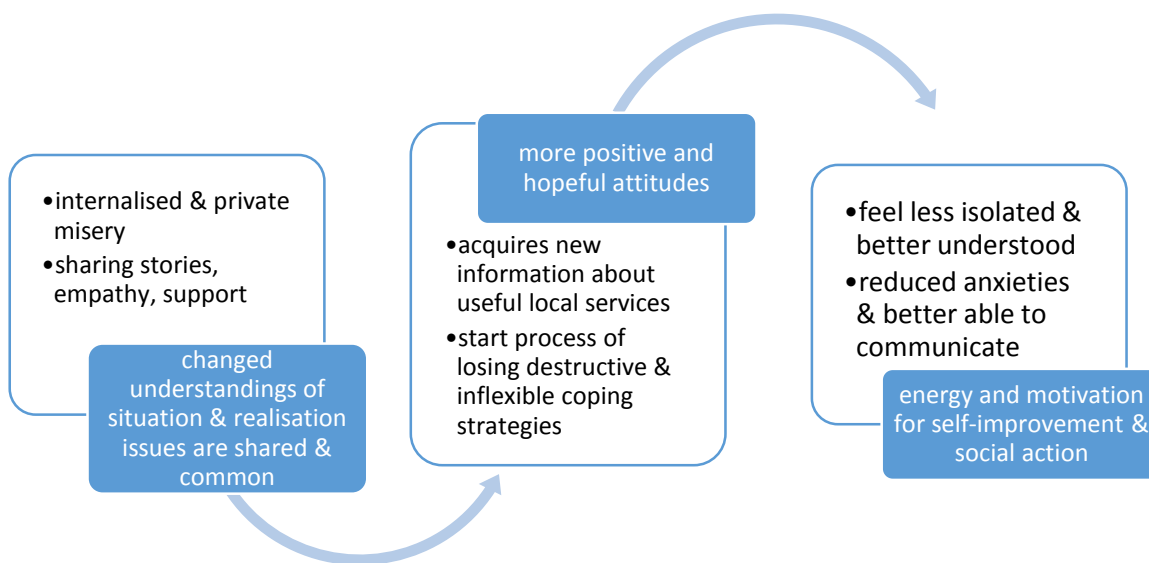 •internalised & private
misery
•sharing stories,
empathy, support
changed
understandings of
situation & realisation
issues are shared &
common
more positive and
hopeful attitudes
•acquires new
information about
useful local services
•start process of
losing destructive &
inflexible coping
strategies
•feel less isolated &
better understood
•reduced anxieties
& better able to
communicate
energy and motivation
for self-improvement &
social action